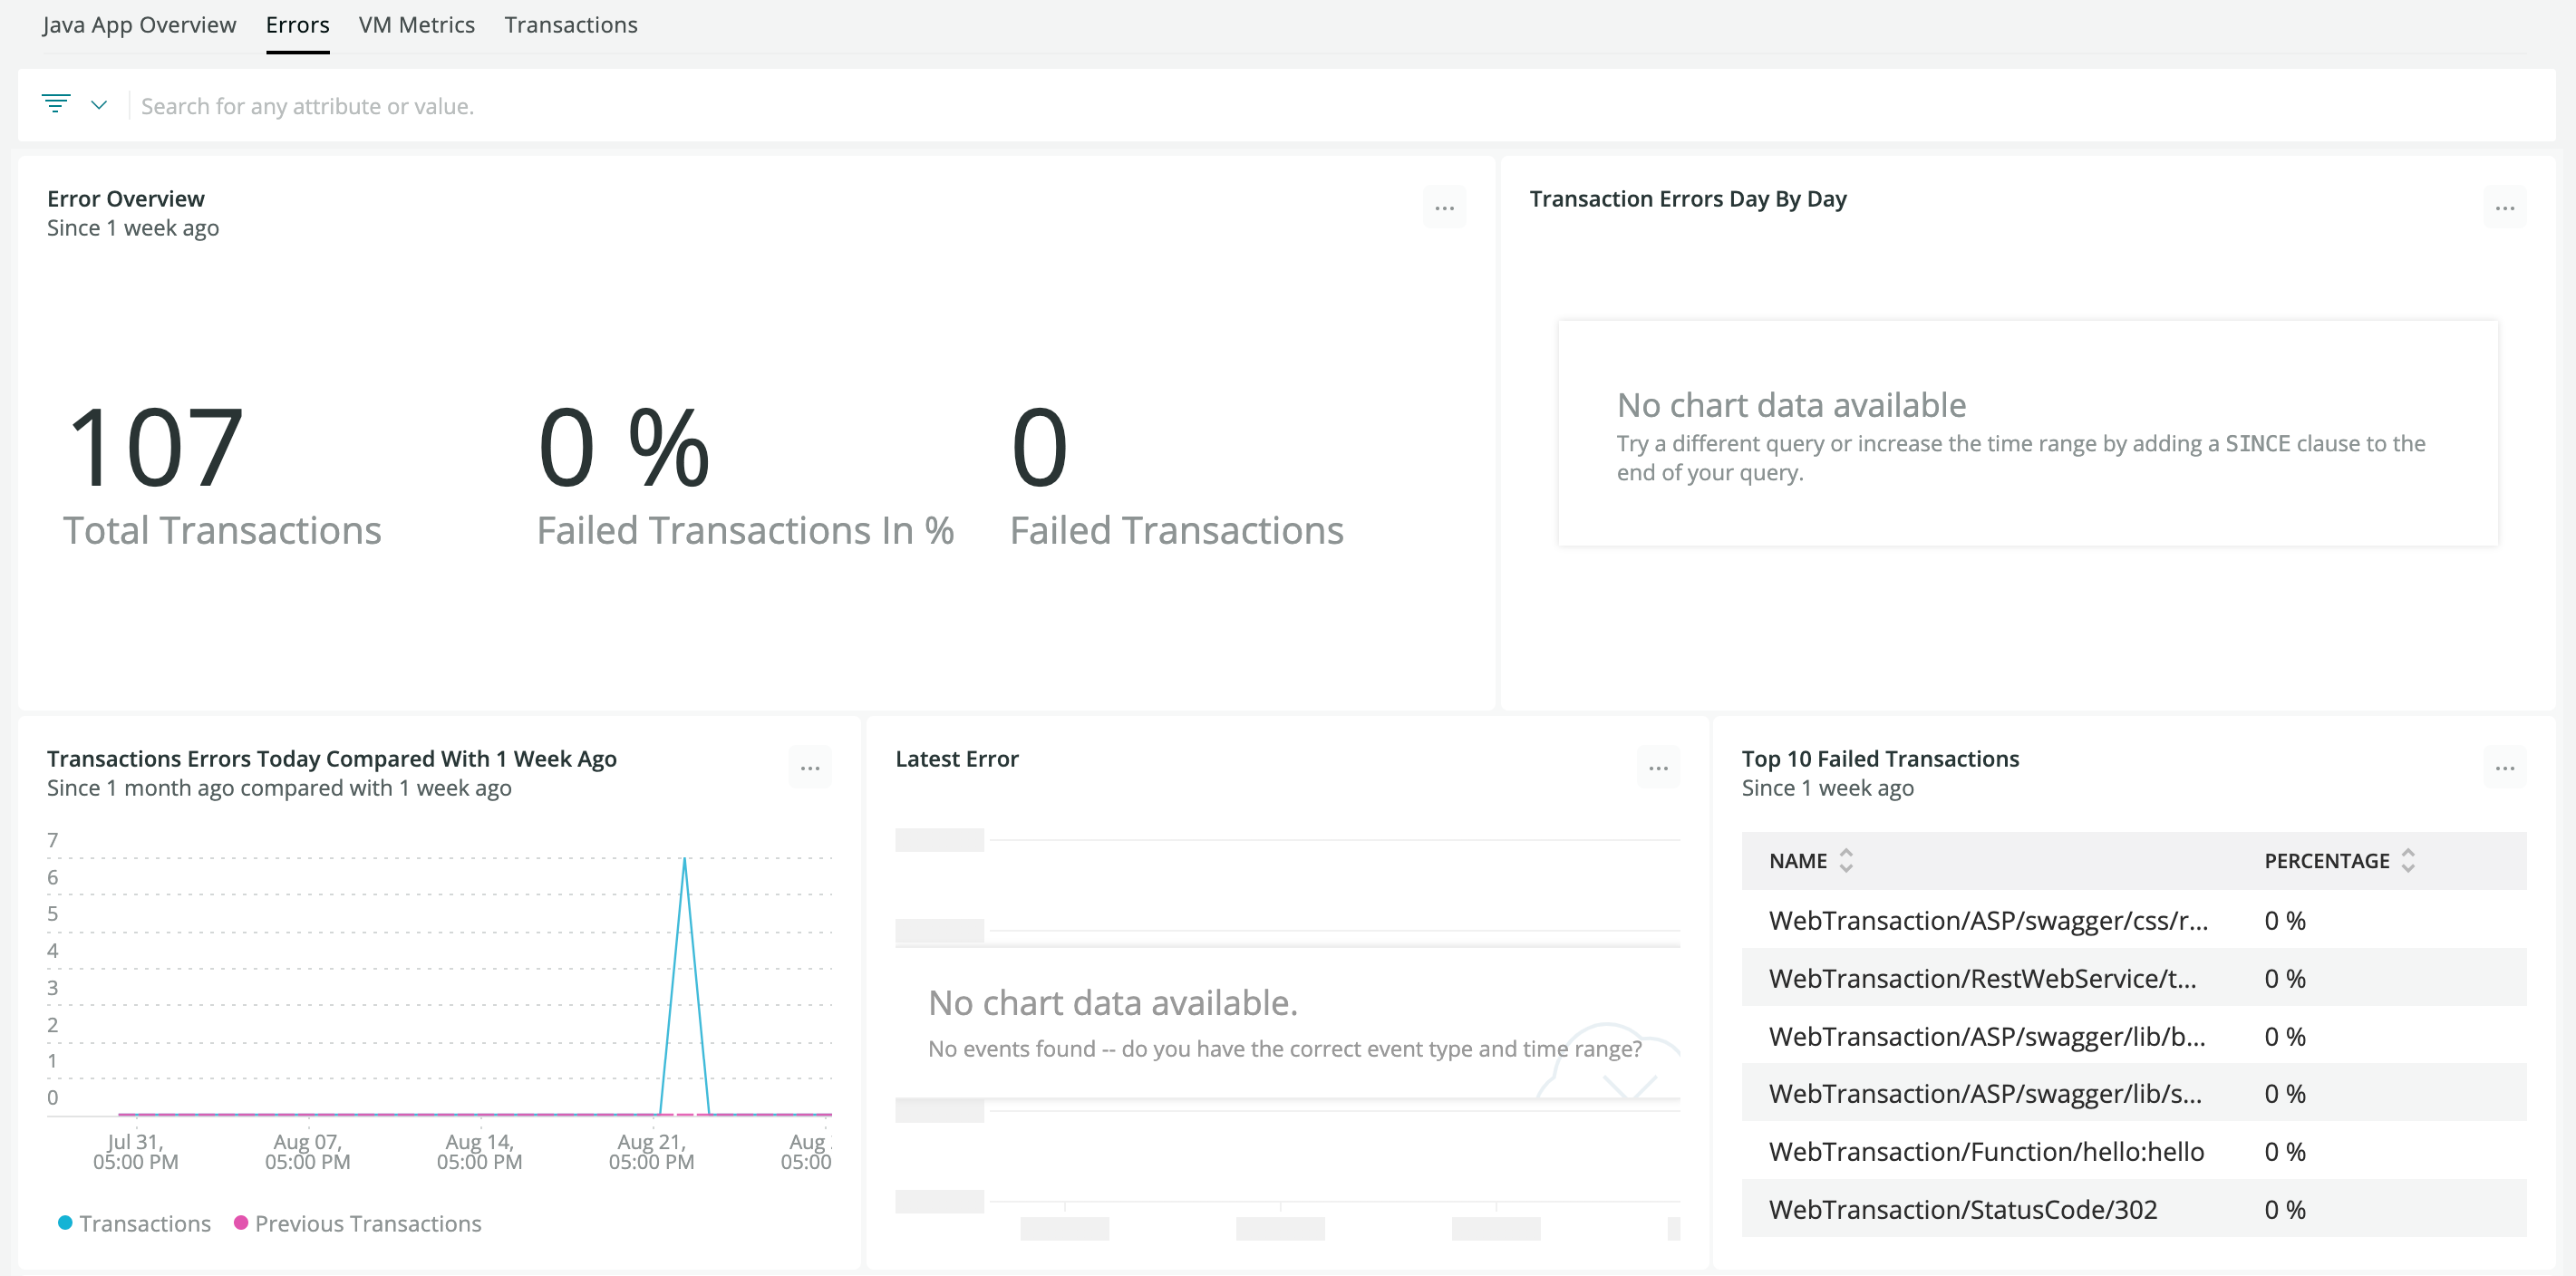 Java App Overview
Errors
VM Metrics
Transactions
Search for any attribute or value.
Error Overview
Since 1 week ago
107
Total Transactions
0 %
Failed Transactions In %
0
Failed Transactions
Transaction Errors Day By Day
No chart data available
Try a different query or increase the time range by adding a SINCE clause to the
end of your query.
Transactions Errors Today Compared With 1 Week Ago
Since 1 month ago compared with 1 week ago
7
6
5
4
3
2
1
0
Jul 31,
05:00 PM
Aug 07,
05:00 PM
Aug 14,
05:00 PM
Aug 21,
05:00 PM
Aug
05:00
Transactions
Previous Transactions
Latest Error
No chart data available.
No events found -- do you have the correct event type and time range?
Top 10 Failed Transactions
Since 1 week ago
NAME PERCENTAGE
WebTransaction/ASP/swagger/css/r... 0 %
WebTransaction/RestWebService/t... 0 %
WebTransaction/ASP/swagger/lib/b... 0 %
WebTransaction/ASP/swagger/lib/s... 0 %
WebTransaction/Function/hello:hello 0 %
WebTransaction/StatusCode/302 0 %